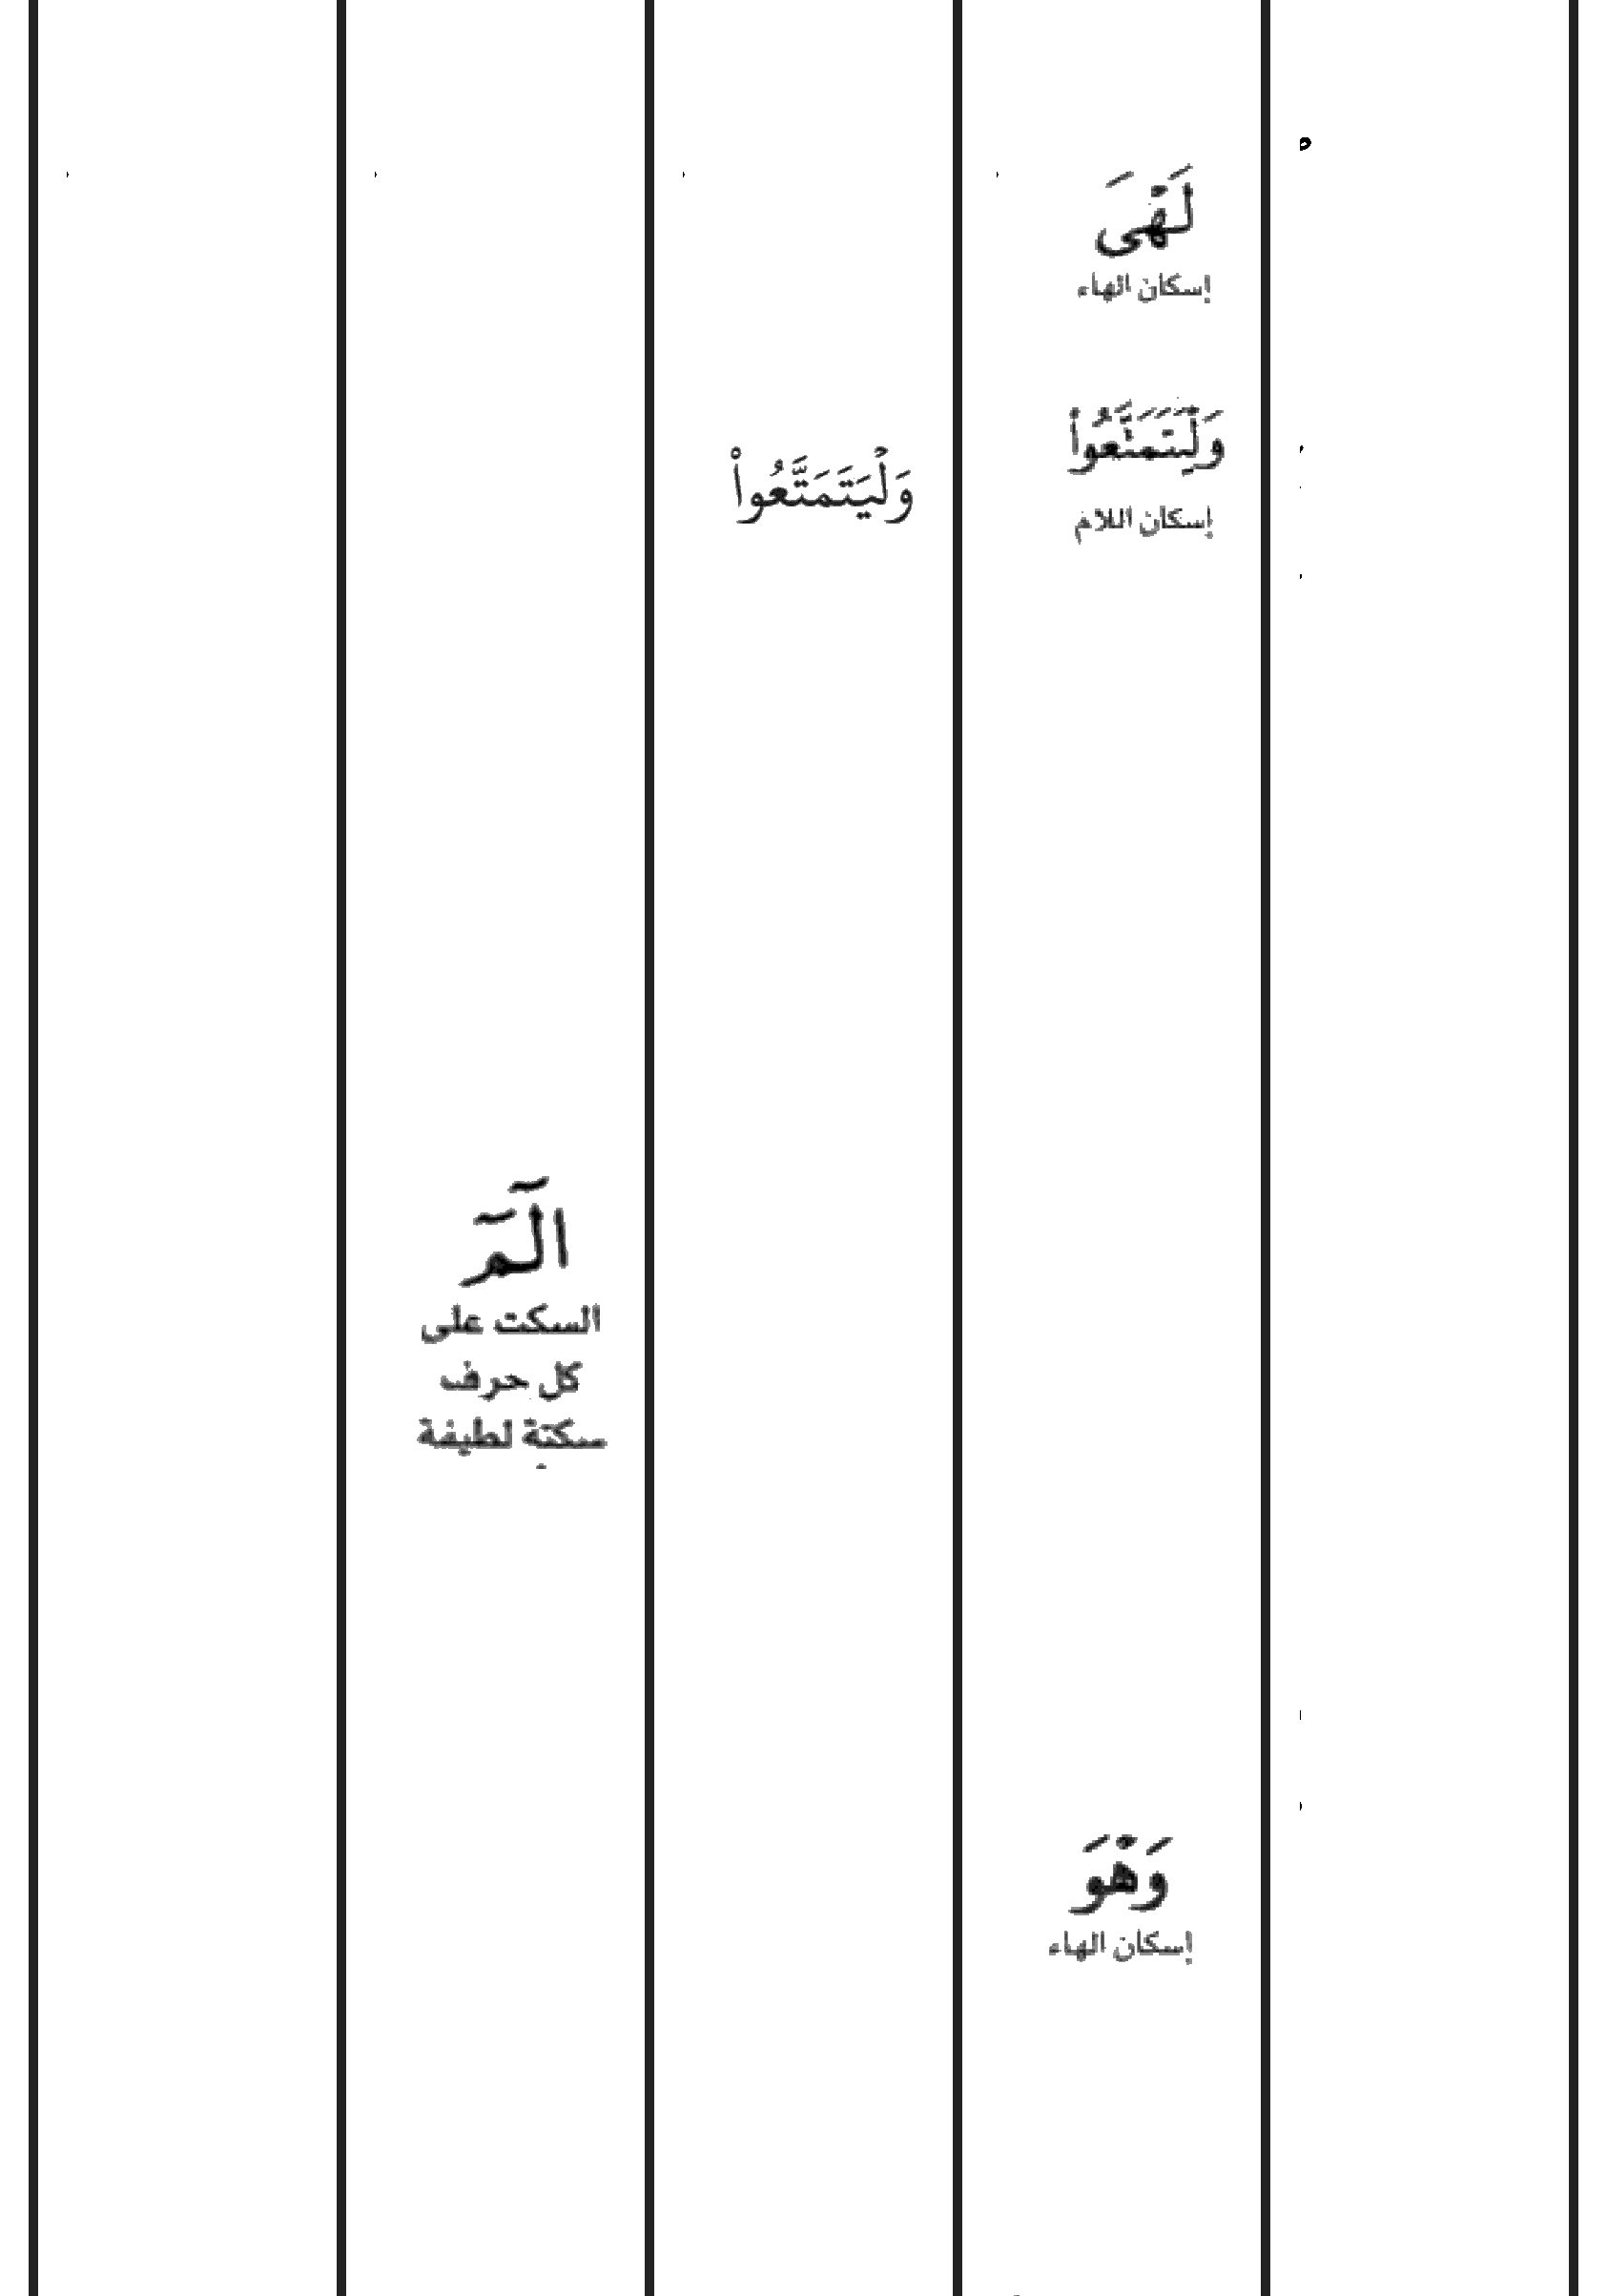 لَهْىَ
إسكان الهاء
وَلْيَتَمَتَّعُواْ
إسكان اللام
وَلْيَتَمَتَّعُواْ
الٓمٓ
السكت على
كل حرف
سكتة لطيفة
وَهْوَ
إسكان الهاء